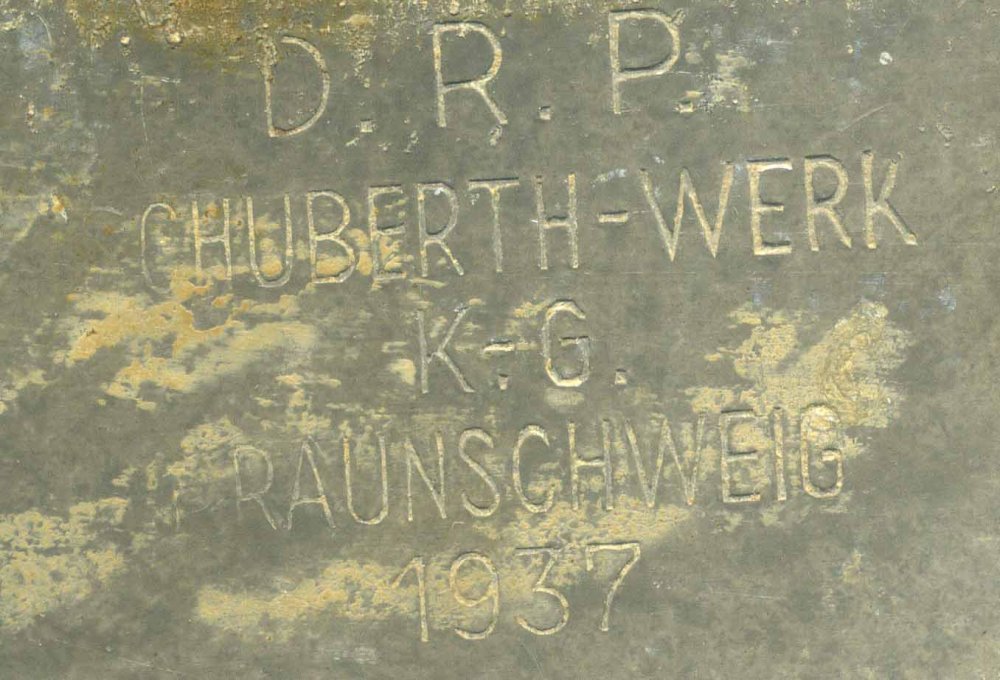 D.R.P.
CHUBERTH-WERK
K.-G.
RAUNSCHWEIG
1937